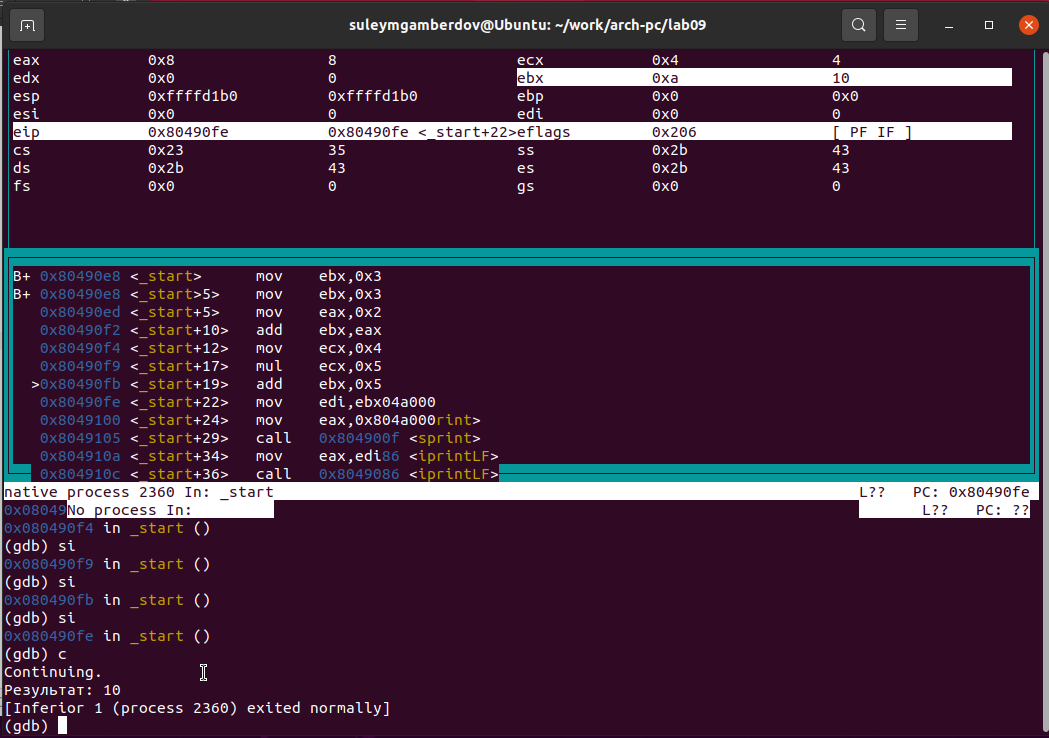 suleymgamberdov@Ubuntu: ~/work/arch-pc/lab09
eax 0x8 8 ecx 0x4 4
edx 0x0 0 ebx 0xa 10
esp 0xffffd1b0 0xffffd1b0 ebp 0x0 0x0
esi 0x0 0 edi 0x0 0
eip 0x80490fe 0x80490fe <_start+22>eflags 0x206 [ PF IF ]
cs 0x23 35 ss 0x2b 43
ds 0x2b 43 es 0x2b 43
fs 0x0 0 gs 0x0 0
B+ 0x80490e8 <_start> mov ebx,0x3
B+ 0x80490e8 <_start>5> mov ebx,0x3
0x80490ed <_start+5> mov eax,0x2
0x80490f2 <_start+10> add ebx,eax
0x80490f4 <_start+12> mov ecx,0x4
0x80490f9 <_start+17> mul ecx,0x5
>0x80490fb <_start+19> add ebx,0x5
0x80490fe <_start+22> mov edi,ebx04a000
0x8049100 <_start+24> mov eax,0x804a000rint>
0x8049105 <_start+29> call 0x804900f <sprint>
0x804910a <_start+34> mov eax,edi86 <iprintLF>
0x804910c <_start+36> call 0x8049086 <iprintLF>
native process 2360 In: _start L?? PC: 0x80490fe
0x08049No process In: L?? PC: ??
0x080490f4 in _start ()
(gdb) si
0x080490f9 in _start ()
(gdb) si
0x080490fb in _start ()
(gdb) si
0x080490fe in _start ()
(gdb) c
Continuing.
Результат: 10
[Inferior 1 (process 2360) exited normally]
(gdb)